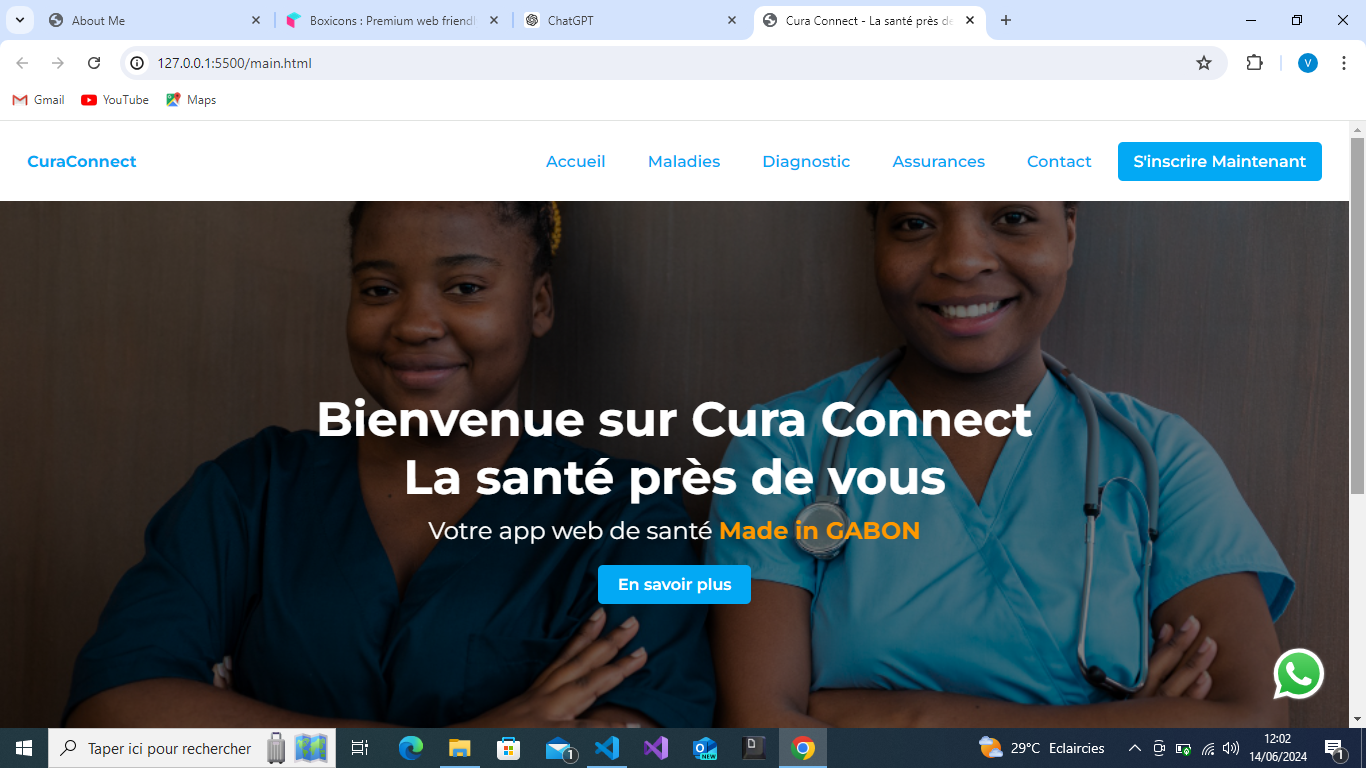 About Me
Boxicons : Premium web friendl
ChatGPT
Cura Connect - La santé près de
127.0.0.1:5500/main.html
V
Gmail
YouTube
Maps
CuraConnect
Accueil
Maladies
Diagnostic
Assurances
Contact
S'inscrire Maintenant
Bienvenue sur Cura Connect
La santé près de vous
Votre app web de santé Made in GABON
En savoir plus
Taper ici pour rechercher
1
NEW
D
29°C Eclaircies
12:02
14/06/2024
1